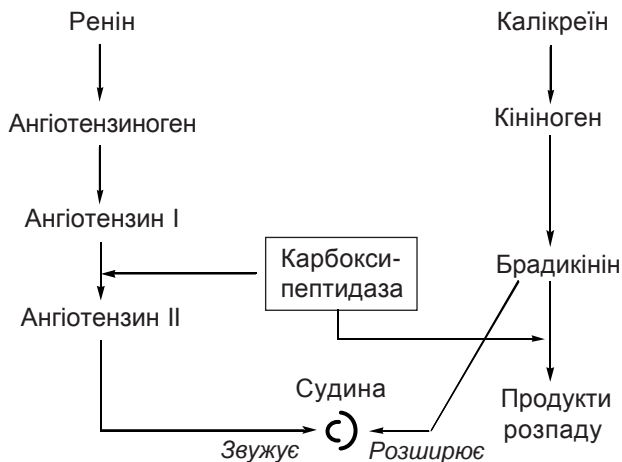 Ренін
Калікреїн
Ангіотензиноген
Кініноген
Ангіотензин I
Карбокси-
пептидаза
Брадикінін
Ангіотензин II
Судина
Продукти
розпаду
Звужує
Розширює